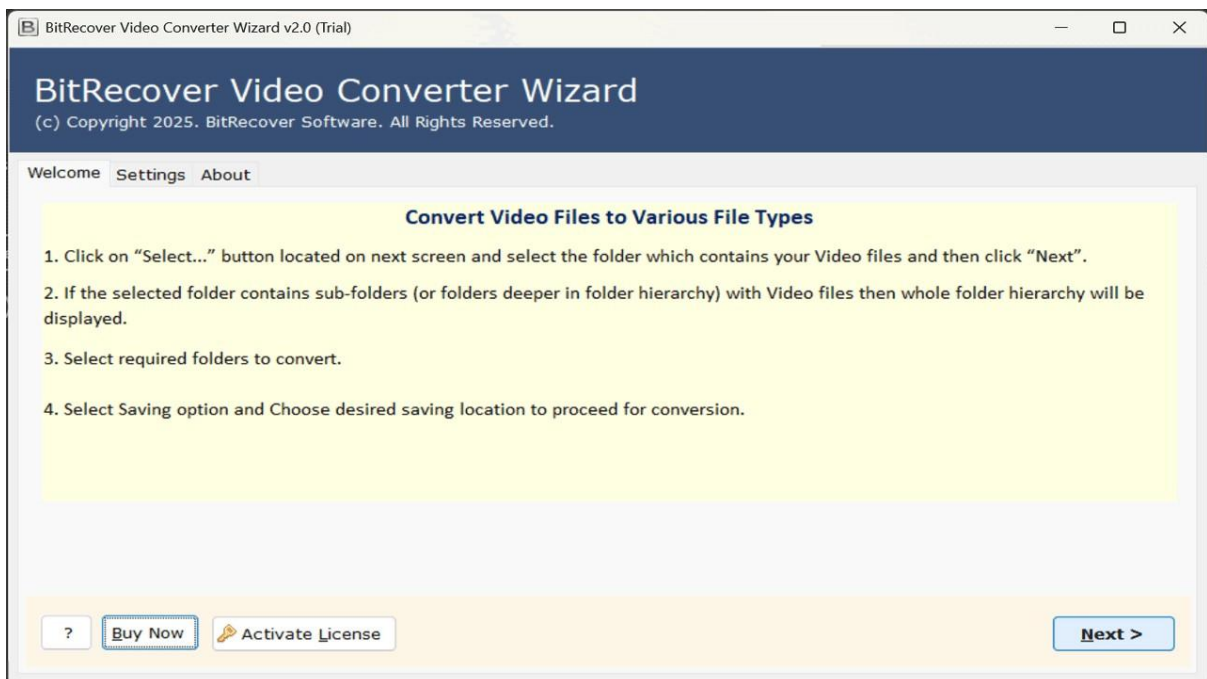 BitRecover Video Converter Wizard v2.0 (Trial)
BitRecover Video Converter Wizard
(c) Copyright 2025. BitRecover Software. All Rights Reserved.
Welcome Settings About
Convert Video Files to Various File Types
1. Click on “Select...” button located on next screen and select the folder which contains your Video files and then click “Next”.
2. If the selected folder contains sub-folders (or folders deeper in folder hierarchy) with Video files then whole folder hierarchy will be
displayed.
3. Select required folders to convert.
4. Select Saving option and Choose desired saving location to proceed for conversion.
? Buy Now Activate License Next >